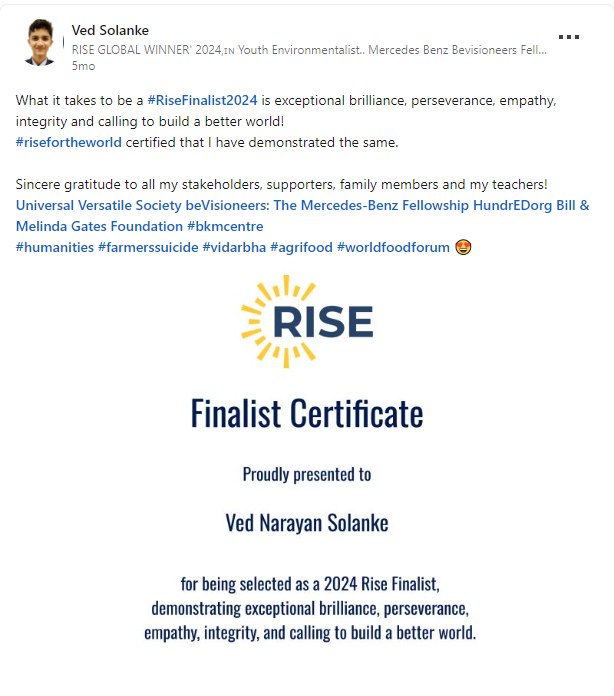 Ved Solanke
RISE GLOBAL WINNER' 2024,IN Youth Environmentalist.. Mercedes Benz Bevisioneers Fell...
5mo
What it takes to be a #RiseFinalist2024 is exceptional brilliance, perseverance, empathy,
integrity and calling to build a better world!
#risefortheworld certified that I have demonstrated the same.
Sincere gratitude to all my stakeholders, supporters, family members and my teachers!
Universal Versatile Society beVisioneers: The Mercedes-Benz Fellowship HundrEDorg Bill &
Melinda Gates Foundation #bkmcentre
#humanities #farmerssuicide #vidarbha #agrifood #worldfoodforum 🤩
RISE
Finalist Certificate
Proudly presented to
Ved Narayan Solanke
for being selected as a 2024 Rise Finalist,
demonstrating exceptional brilliance, perseverance,
empathy, integrity, and calling to build a better world.